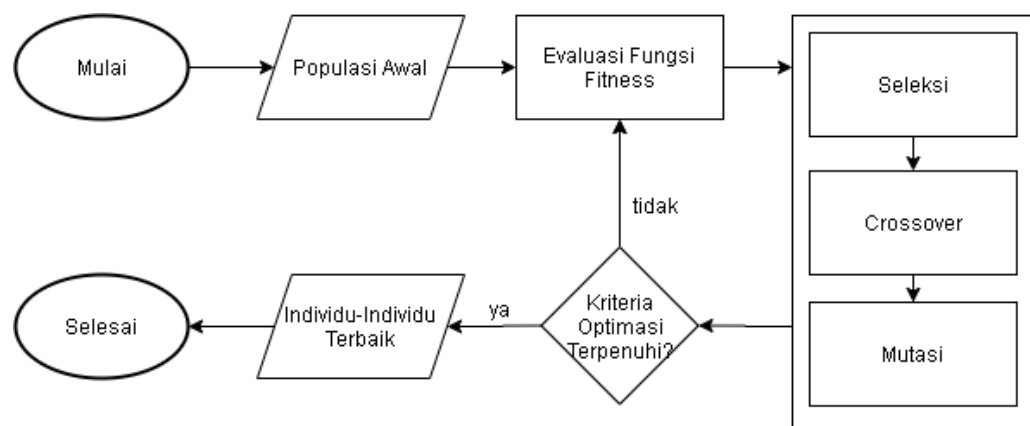 Mulai
Populasi Awal
Evaluasi Fungsi
Fitness
Seleksi
Crossover
Mutasi
tidak
Kriteria
Optimasi
Terpenuhi?
ya
Individu-Individu
Terbaik
Selesai